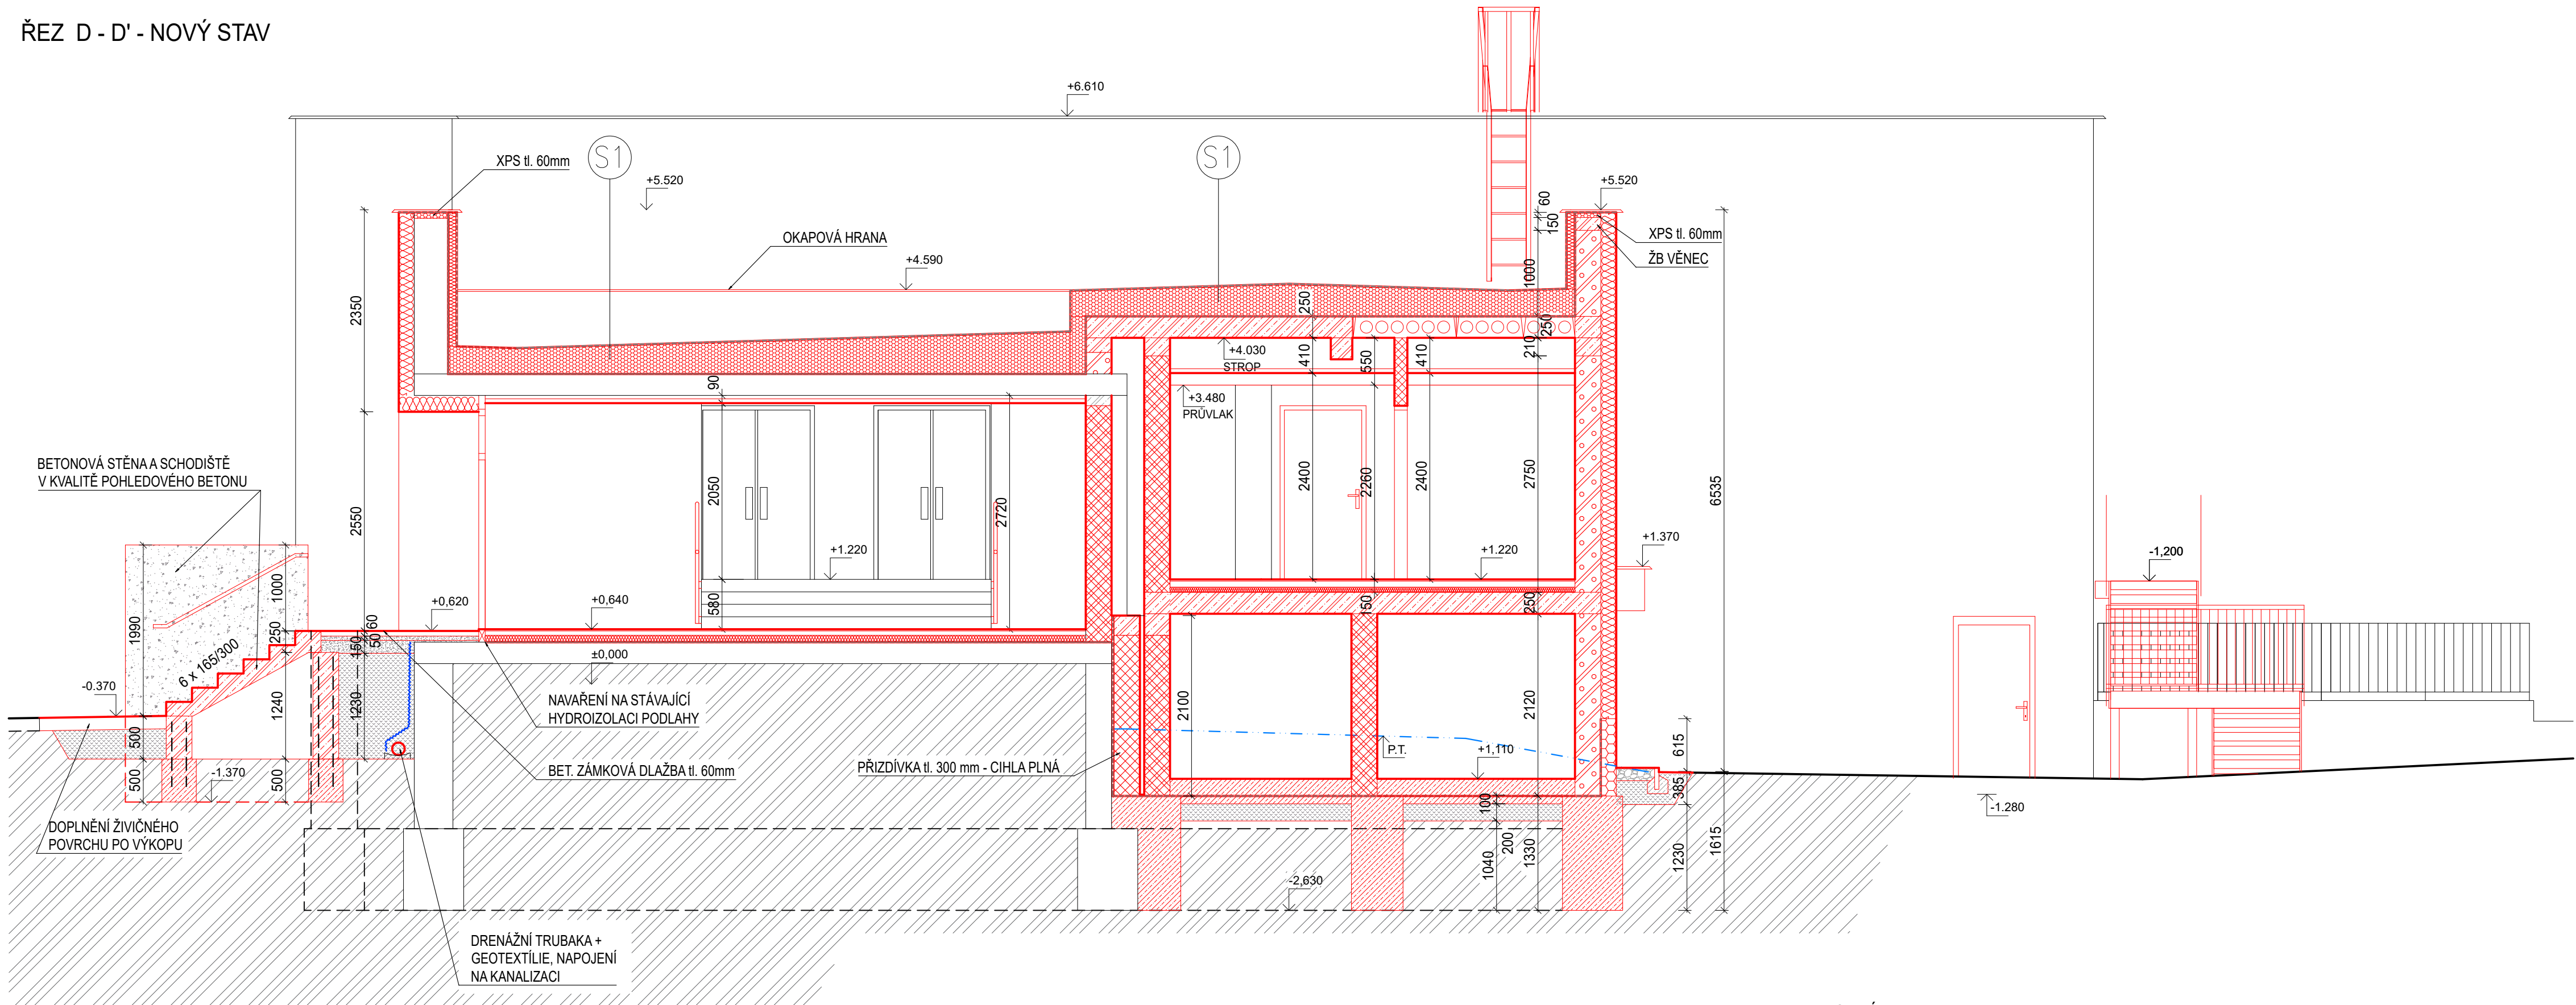 ŘEZ D - D' - NOVÝ STAV
+6.610
S1
S1
XPS tl. 60mm
+5.520
+5.520
60
150
XPS tl. 60mm
ŽB VĚNEC
OKAPOVÁ HRANA
+4.590
1000
250
250
210
2350
+4.030
STROP
410
550
410
90
+3.480
PRŮVLAK
BETONOVÁ STĚNA A SCHODIŠTĚ
V KVALITĚ POHLEDOVÉHO BETONU
2550
2050
2720
2400
2260
2400
2750
6535
+1.220
+1.220
+1.370
-1,200
1990
1000
+0,620
+0,640
580
150
250
60
50
150
250
6 x 165/300
±0,000
-0.370
1240
1230
NAVAŘENÍ NA STÁVAJÍCÍ
HYDROIZOLACI PODLAHY
2100
2120
500
P.T.
+1,110
615
BET. ZÁMKOVÁ DLAŽBA tl. 60mm
PŘIZDÍVKA tl. 300 mm - CIHLA PLNÁ
500
-1.370
500
385
100
-1.280
DOPLNĚNÍ ŽIVIČNÉHO
POVRCHU PO VÝKOPU
200
1040
1330
1230
1615
-2,630
DRENÁŽNÍ TRUBAKA +
GEOTEXTÍLIE, NAPOJENÍ
NA KANALIZACI